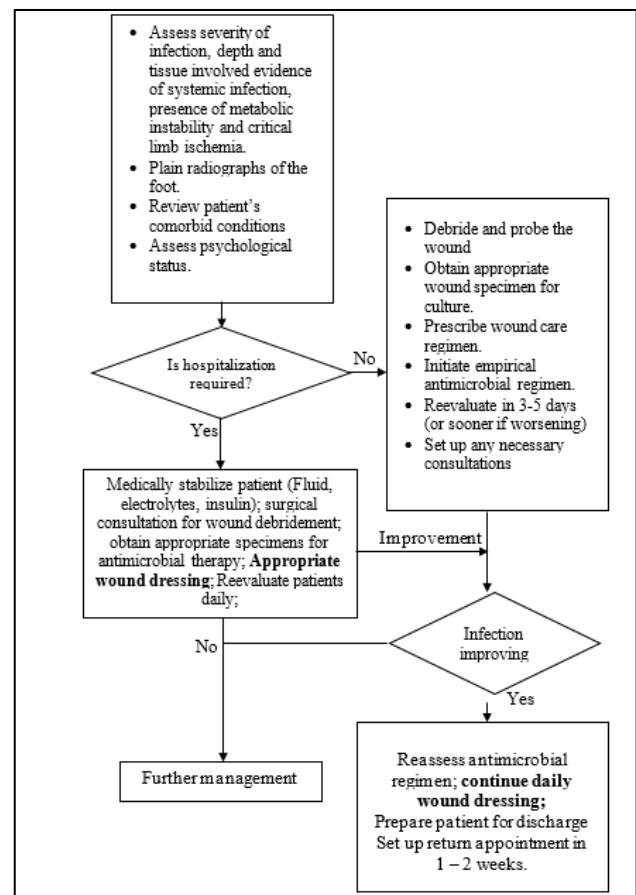 • Assess severity of
infection, depth and
tissue involved evidence
of systemic infection,
presence of metabolic
instability and critical
limb ischemia.
• Plain radiographs of the
foot.
• Review patient's
comorbid conditions
• Assess psychological
status.
Is hospitalization
required?
No
• Debride and probe the
wound
• Obtain appropriate
wound specimen for
culture.
• Prescribe wound care
regimen.
• Initiate empirical
antimicrobial regimen.
• Reevaluate in 3-5 days
(or sooner if worsening)
• Set up any necessary
consultations
Yes
Medically stabilize patient (Fluid,
electrolytes, insulin); surgical
consultation for wound debridement;
obtain appropriate specimens for
antimicrobial therapy; Appropriate
wound dressing; Reevaluate patients
daily;
Improvement
Infection
improving
No
Yes
Further management
Reassess antimicrobial
regimen; continue daily
wound dressing;
Prepare patient for discharge
Set up return appointment in
1 – 2 weeks.